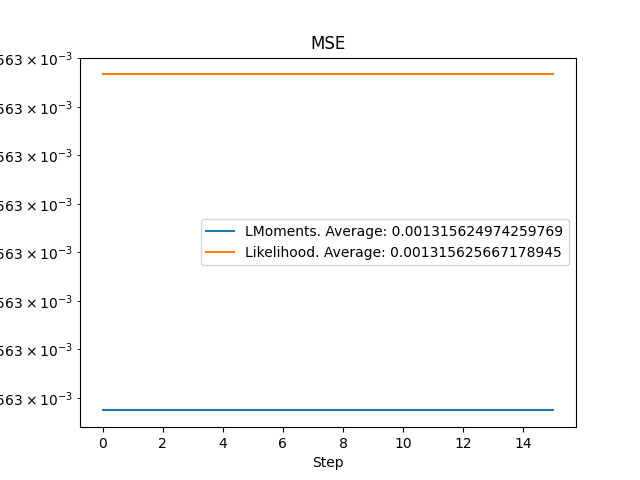 MSE
563 × 10⁻³
563 × 10⁻³
563 × 10⁻³
563 × 10⁻³
563 × 10⁻³
563 × 10⁻³
563 × 10⁻³
563 × 10⁻³
LMoments. Average: 0.001315624974259769
Likelihood. Average: 0.001315625667178945
0 2 4 6 8 10 12 14
Step